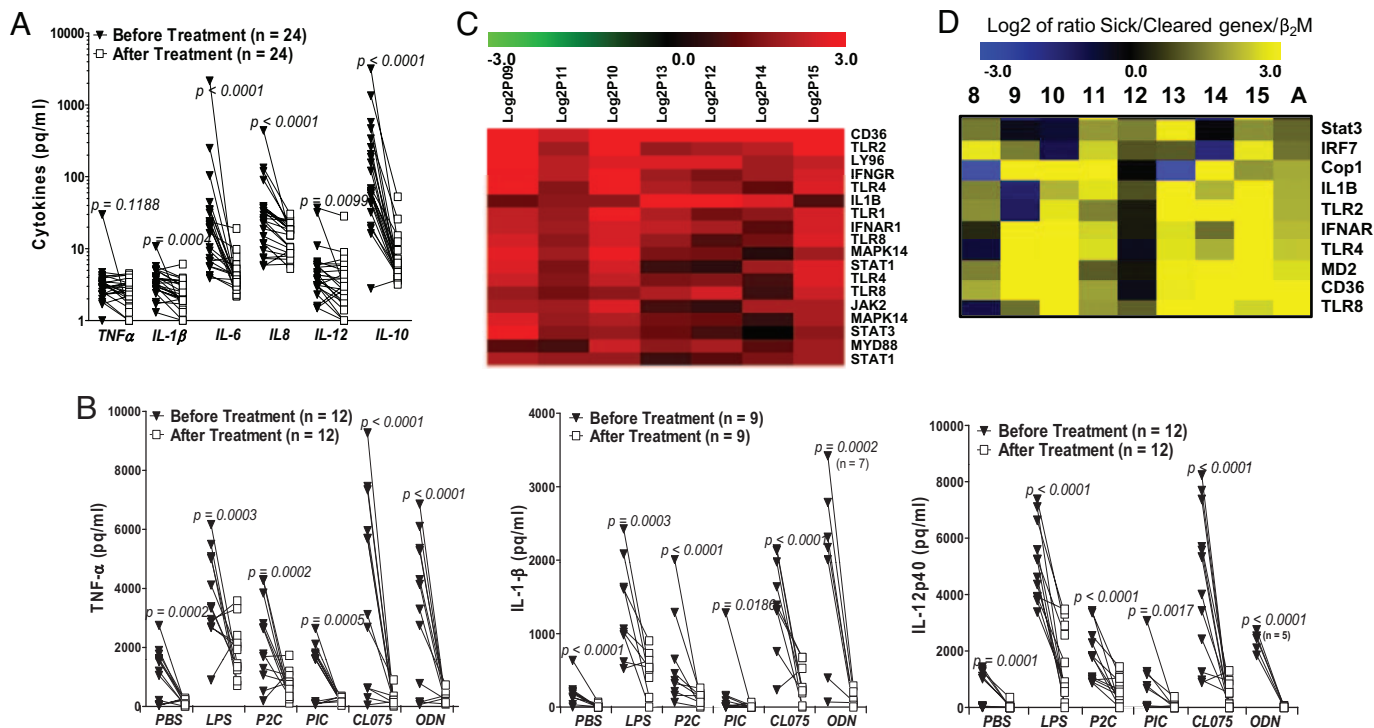 A
10000
1000
100
10
1
Cytokines (pq/ml)
Before Treatment (n = 24)
After Treatment (n = 24)
p = 0.1188
p = 0.0004
p < 0.0001
p < 0.0001
p = 0.0099
p < 0.0001
TNFα IL-1β IL-6 IL8 IL-12 IL-10
C
-3.0 0.0 3.0
Log2P09
Log2P11
Log2P10
Log2P13
Log2P12
Log2P14
Log2P15
CD36
TLR2
LY96
IFNGR
TLR4
IL1B
TLR1
IFNAR1
TLR8
MAPK14
STAT1
TLR4
TLR8
JAK2
MAPK14
STAT3
MYD88
STAT1
D
Log2 of ratio Sick/Cleared genex/β2M
-3.0 0.0 3.0
8 9 10 11 12 13 14 15 A
Stat3
IRF7
Cop1
IL1B
TLR2
IFNAR
TLR4
MD2
CD36
TLR8
B
10000
8000
6000
4000
2000
0
TNF-α (pq/ml)
Before Treatment (n = 12)
After Treatment (n = 12)
p = 0.0002
p = 0.0003
p = 0.0002
p = 0.0005
p < 0.0001
p < 0.0001
PBS LPS P2C PIC CL075 ODN
4000
3000
2000
1000
0
IL-1-β (pq/ml)
Before Treatment (n = 9)
After Treatment (n = 9)
p < 0.0001
p = 0.0003
p < 0.0001
p = 0.0186
p < 0.0001
p = 0.0002
(n = 7)
PBS LPS P2C PIC CL075 ODN
10000
8000
6000
4000
2000
0
IL-12p40 (pq/ml)
Before Treatment (n = 12)
After Treatment (n = 12)
p = 0.0001
p < 0.0001
p < 0.0001
p = 0.0017
p < 0.0001
p < 0.0001
(n = 5)
PBS LPS P2C PIC CL075 ODN